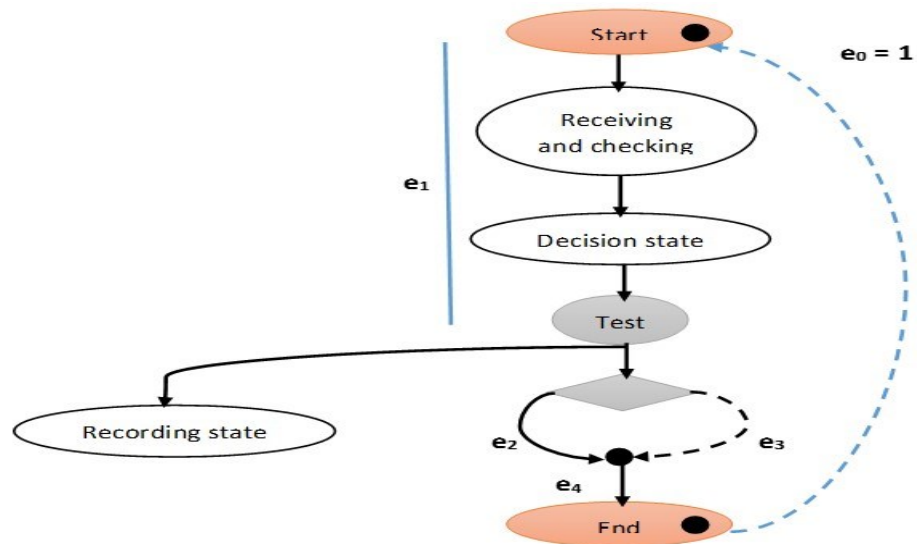 Start
e₀ = 1
Receiving
and checking
e₁
Decision state
Test
Recording state
e₂
e₃
e₄
End